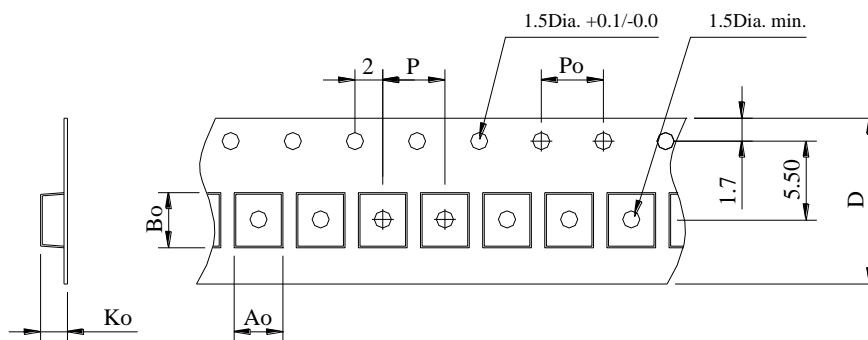 1.5Dia. +0.1/-0.0
1.5Dia. min.
2
P
Po
1.7
5.50
D
Bo
Ko
Ao